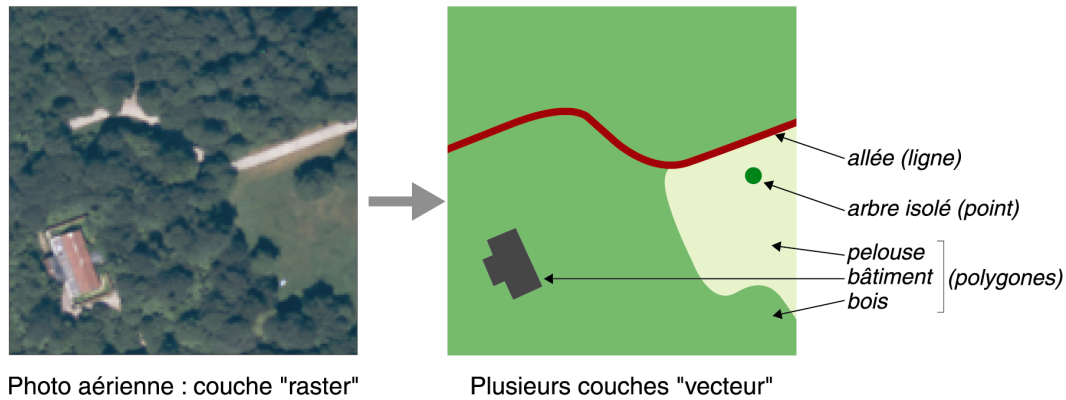 allée (ligne)
arbre isolé (point)
pelouse
bâtiment (polygones)
bois
Photo aérienne : couche "raster"
Plusieurs couches "vecteur"